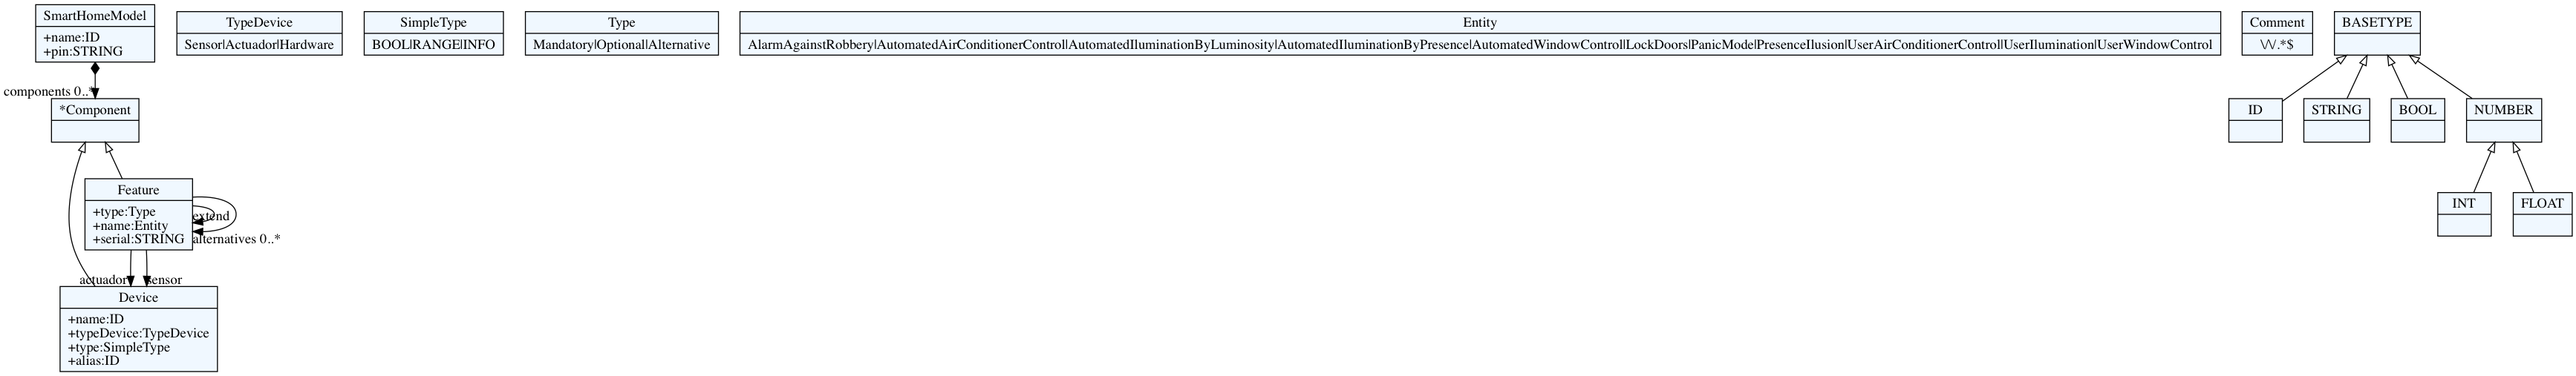 SmartHomeModel
+name:ID
+pin:STRING
TypeDevice
Sensor|Actuador|Hardware
SimpleType
BOOL|RANGE|INFO
Type
Mandatory|Optional|Alternative
Entity
AlarmAgainstRobbery|AutomatedAirConditionerControl|AutomatedIluminationByLuminosity|AutomatedIluminationByPresence|AutomatedWindowControl|LockDoors|PanicMode|PresenceIlusion|UserAirConditionerControl|UserIlumination|UserWindowControl
Comment
\/\/.*$
BASETYPE
components 0..*
*Component
ID
STRING
BOOL
NUMBER
Feature
+type:Type
+name:Entity
+serial:STRING
extend
alternatives 0..*
INT
FLOAT
actuador
sensor
Device
+name:ID
+typeDevice:TypeDevice
+type:SimpleType
+alias:ID